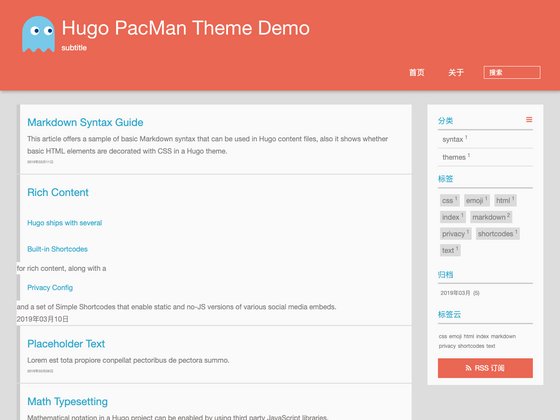 Hugo PacMan Theme Demo
subtitle
首页 关于 搜索
Markdown Syntax Guide
This article offers a sample of basic Markdown syntax that can be used in Hugo content files, also it shows whether
basic HTML elements are decorated with CSS in a Hugo theme.
Rich Content
Hugo ships with several
Built-in Shortcodes
for rich content, along with a
Privacy Config
and a set of Simple Shortcodes that enable static and no-JS versions of various social media embeds.
2019年03月10日
Placeholder Text
Lorem est tota propiore conpellat pectoribus de pectora summo.
Math Typesetting
Mathematical notation in a Hugo project can be enabled by using third party JavaScript libraries.
分类
syntax 1
themes 1
标签
css 1 emoji 1 html 1
index 1 markdown 2
privacy 1 shortcodes 1
text 1
归档
2019年03月 (5)
标签云
css emoji html index markdown
privacy shortcodes text
RSS 订阅